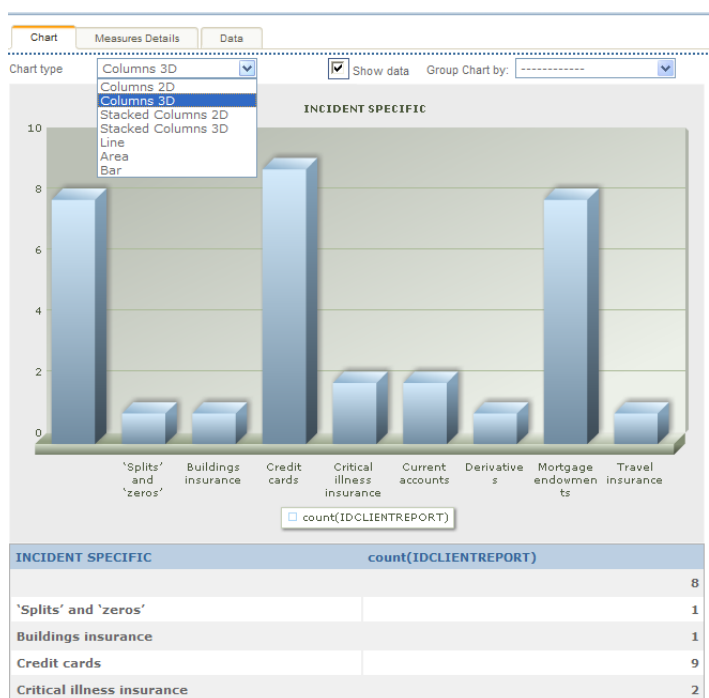 Chart Measures Details Data
Chart type Columns 3D Show data Group Chart by: ------------
Columns 2D
Columns 3D
Stacked Columns 2D
Stacked Columns 3D
Line
Area
Bar
INCIDENT SPECIFIC
10
8
6
4
2
0
‘Splits’ and ‘zeros’
Buildings insurance
Credit cards
Critical illness insurance
Current accounts
Derivative s
Mortgage endowmen ts
Travel insurance
count(IDCLIENTREPORT)
INCIDENT SPECIFIC count(IDCLIENTREPORT)
8
‘Splits’ and ‘zeros’ 1
Buildings insurance 1
Credit cards 9
Critical illness insurance 2